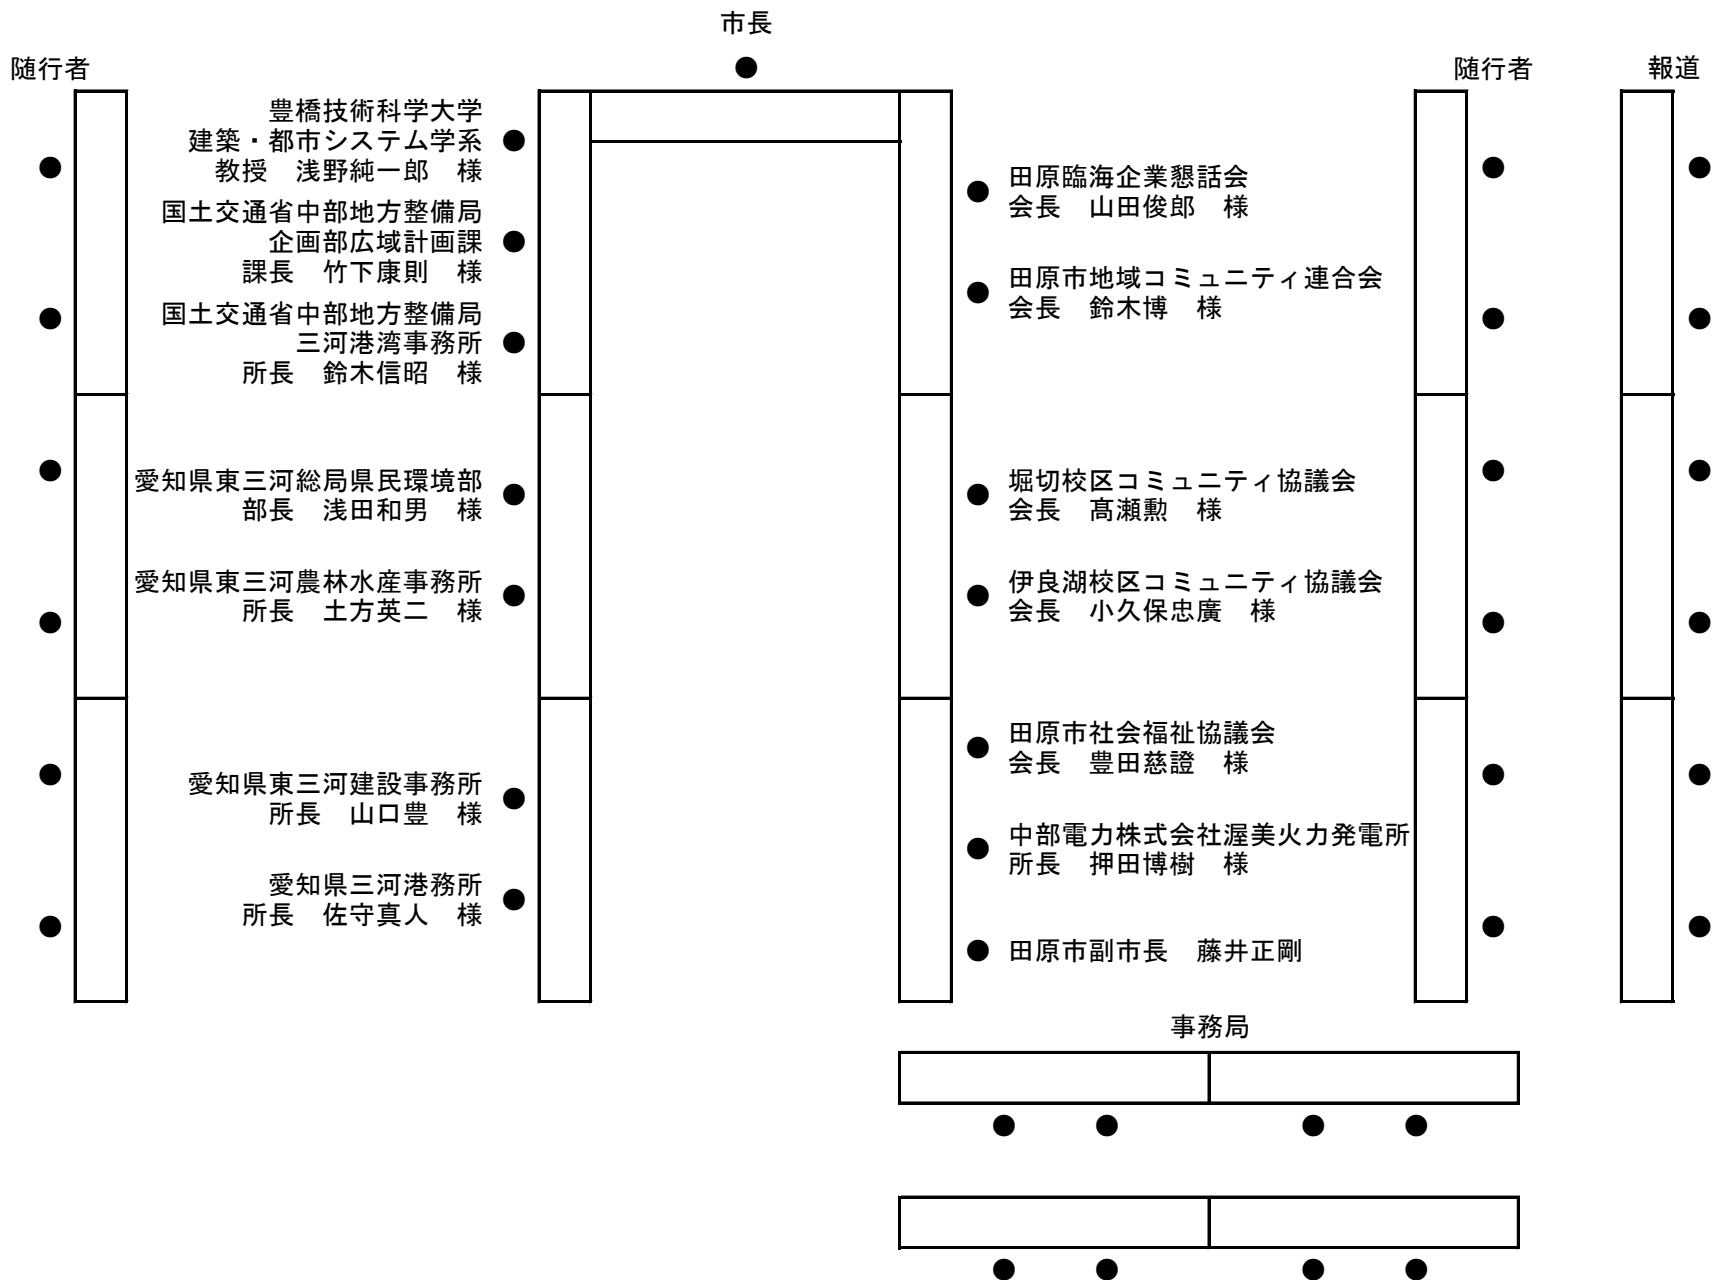 市長
随行者
随行者
報道
豊橋技術科学大学
建築・都市システム学系
教授　浅野純一郎　様
国土交通省中部地方整備局
企画部広域計画課
課長　竹下康則　様
国土交通省中部地方整備局
三河港湾事務所
所長　鈴木信昭　様
愛知県東三河総局県民環境部
部長　浅田和男　様
愛知県東三河農林水産事務所
所長　土方英二　様
愛知県東三河建設事務所
所長　山口豊　様
愛知県三河港務所
所長　佐守真人　様
田原臨海企業懇話会
会長　山田俊郎　様
田原市地域コミュニティ連合会
会長　鈴木博　様
堀切校区コミュニティ協議会
会長　髙瀬勲　様
伊良湖校区コミュニティ協議会
会長　小久保忠廣　様
田原市社会福祉協議会
会長　豊田慈證　様
中部電力株式会社渥美火力発電所
所長　押田博樹　様
田原市副市長　藤井正剛
事務局